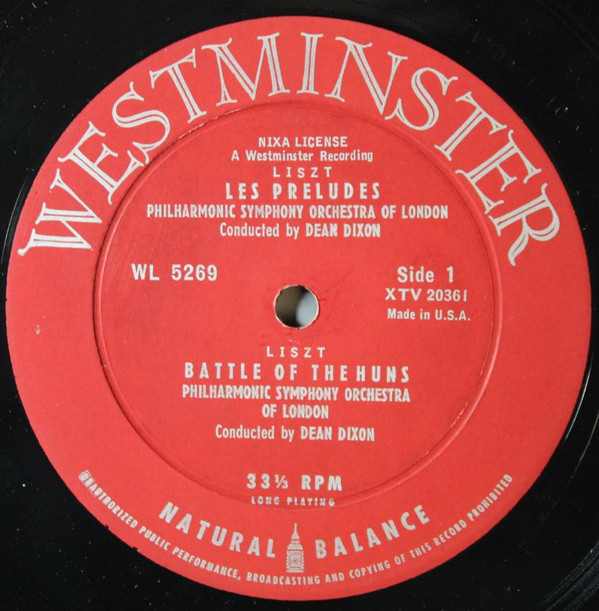 WESTMINSTER
NIXA LICENSE
A Westminster Recording
LISZT
LES PRELUDES
PHILHARMONIC SYMPHONY ORCHESTRA OF LONDON
Conducted by DEAN DIXON
WL 5269
Side 1
XTV 20361
Made in U.S.A.
LISZT
BATTLE OF THE HUNS
PHILHARMONIC SYMPHONY ORCHESTRA
OF LONDON
Conducted by DEAN DIXON
33⅓ RPM
LONG PLAYING
NATURAL BALANCE
UNAUTHORIZED PUBLIC PERFORMANCE, BROADCASTING AND COPYING OF THIS RECORD PROHIBITED